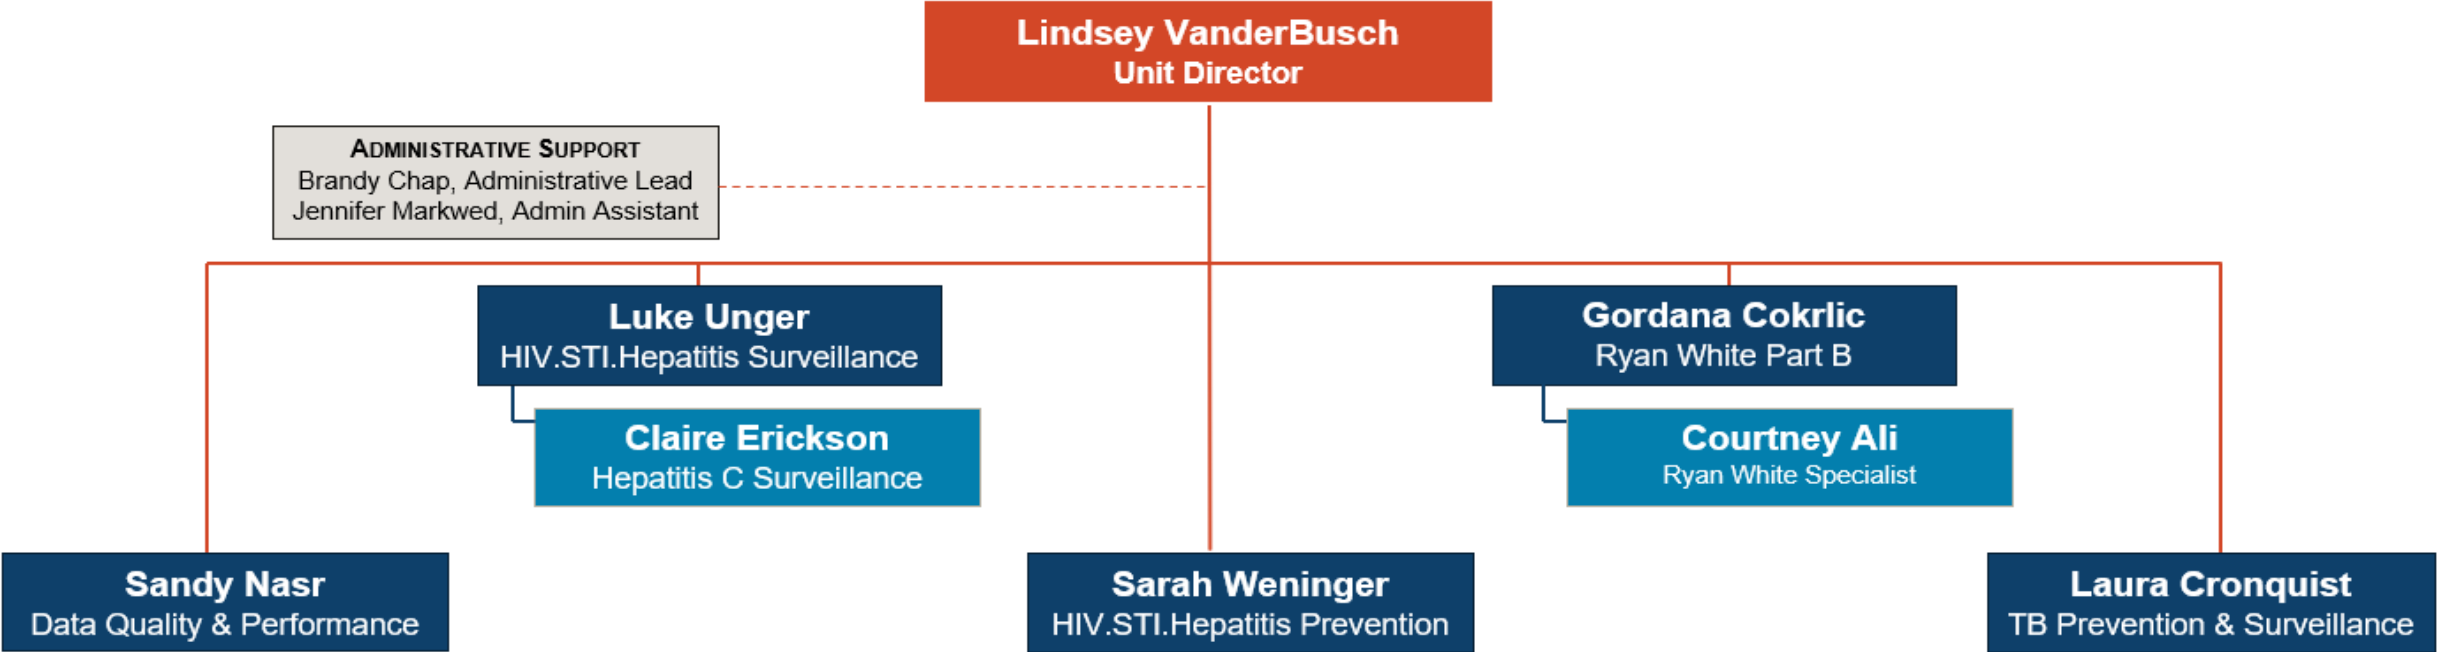 Lindsey VanderBusch
Unit Director
ADMINISTRATIVE SUPPORT
Brandy Chap, Administrative Lead
Jennifer Markwed, Admin Assistant
Luke Unger
HIV.STI.Hepatitis Surveillance
Gordana Cokrlic
Ryan White Part B
Claire Erickson
Hepatitis C Surveillance
Courtney Ali
Ryan White Specialist
Sandy Nasr
Data Quality & Performance
Sarah Weninger
HIV.STI.Hepatitis Prevention
Laura Cronquist
TB Prevention & Surveillance